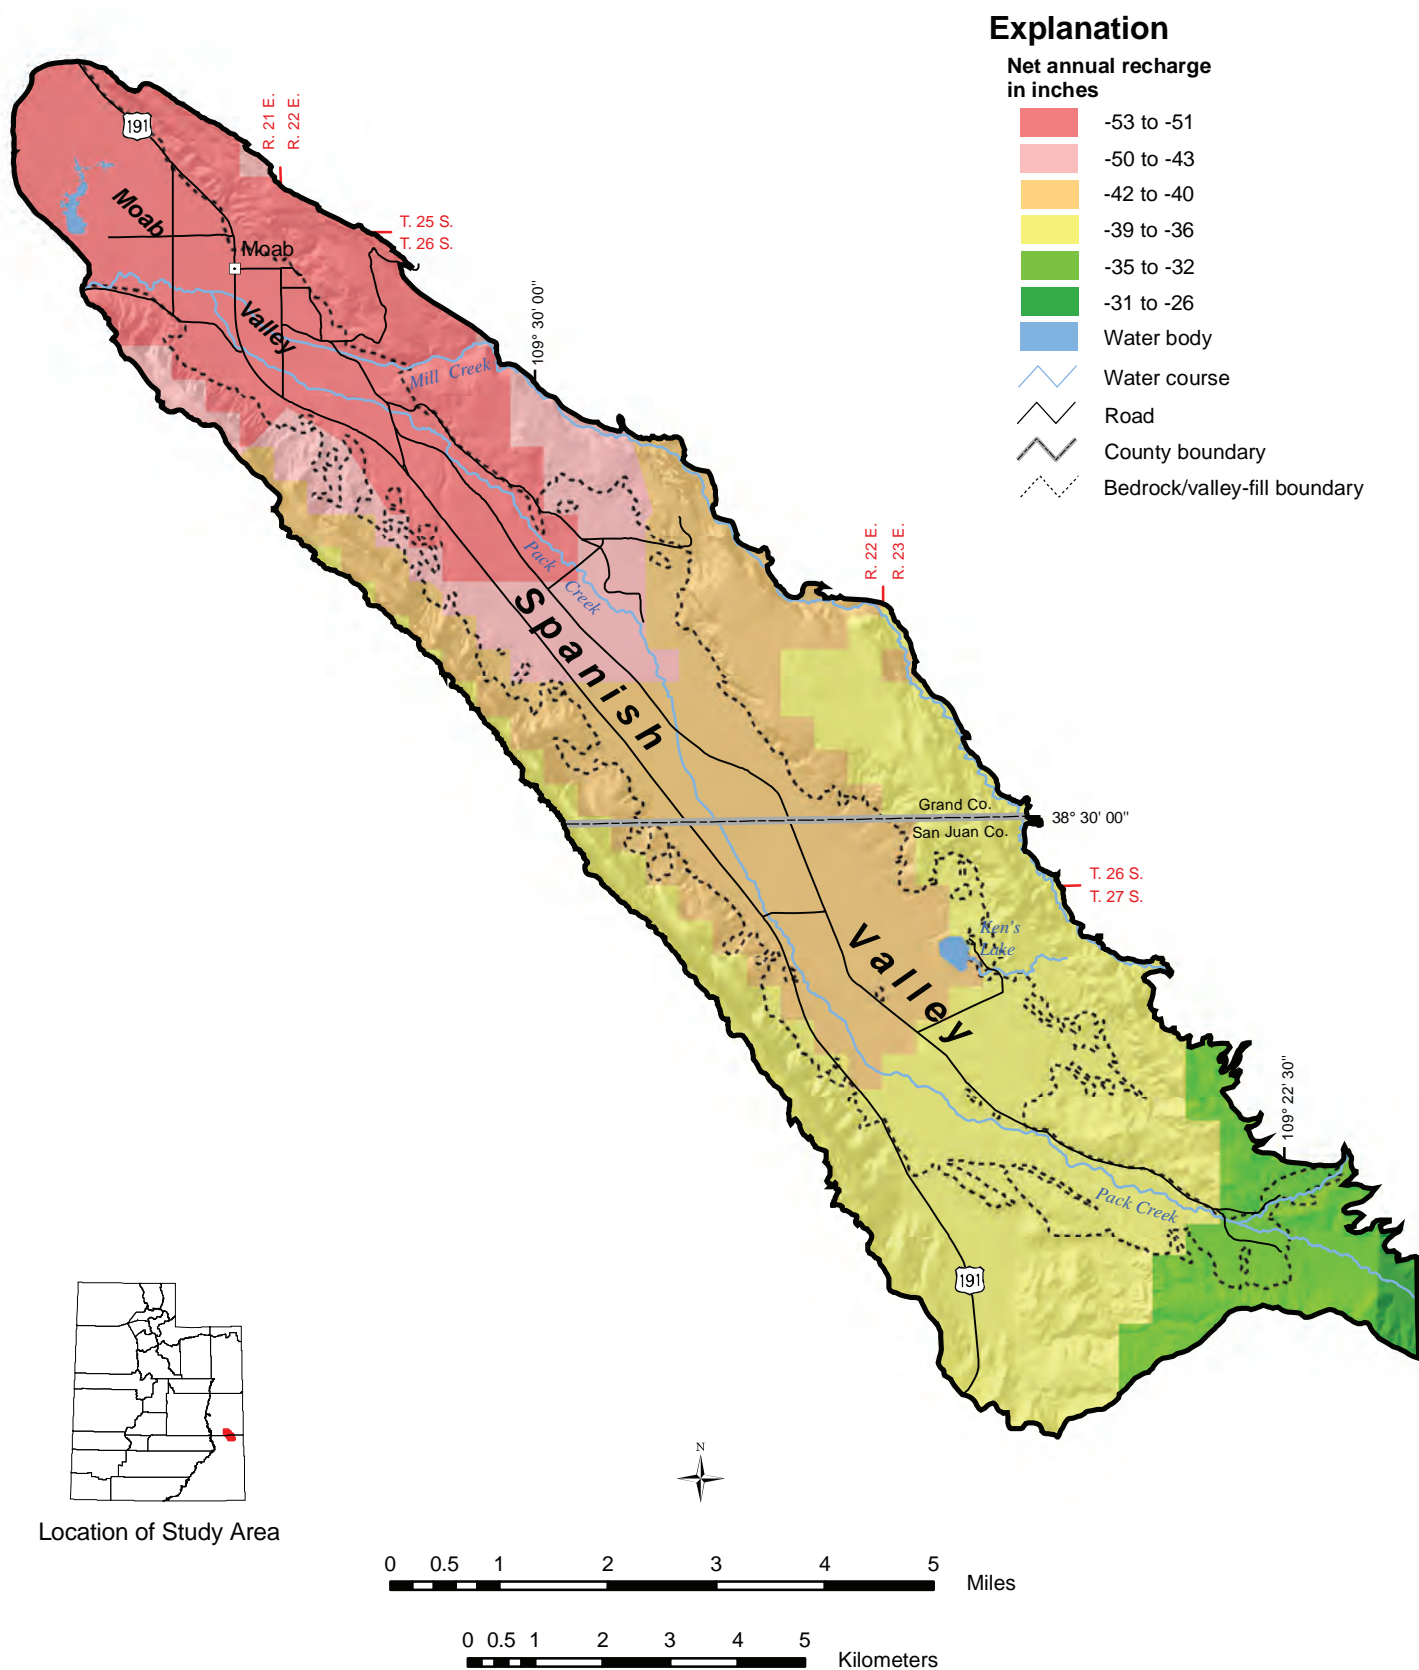 Explanation
Net annual recharge
in inches
-53 to -51
-50 to -43
-42 to -40
-39 to -36
-35 to -32
-31 to -26
Water body
Water course
Road
County boundary
Bedrock/valley-fill boundary
191
R. 21 E.
R. 22 E.
T. 25 S.
T. 26 S.
Moab
Moab
Valley
Mill Creek
109° 30' 00"
R. 22 E.
R. 23 E.
Pack Creek
Spanish
Grand Co.
San Juan Co.
38° 30' 00"
T. 26 S.
T. 27 S.
Valley
Ken's
Lake
109° 22' 30"
Pack Creek
191
N
Location of Study Area
0 0.5 1 2 3 4 5
Miles
0 0.5 1 2 3 4 5
Kilometers